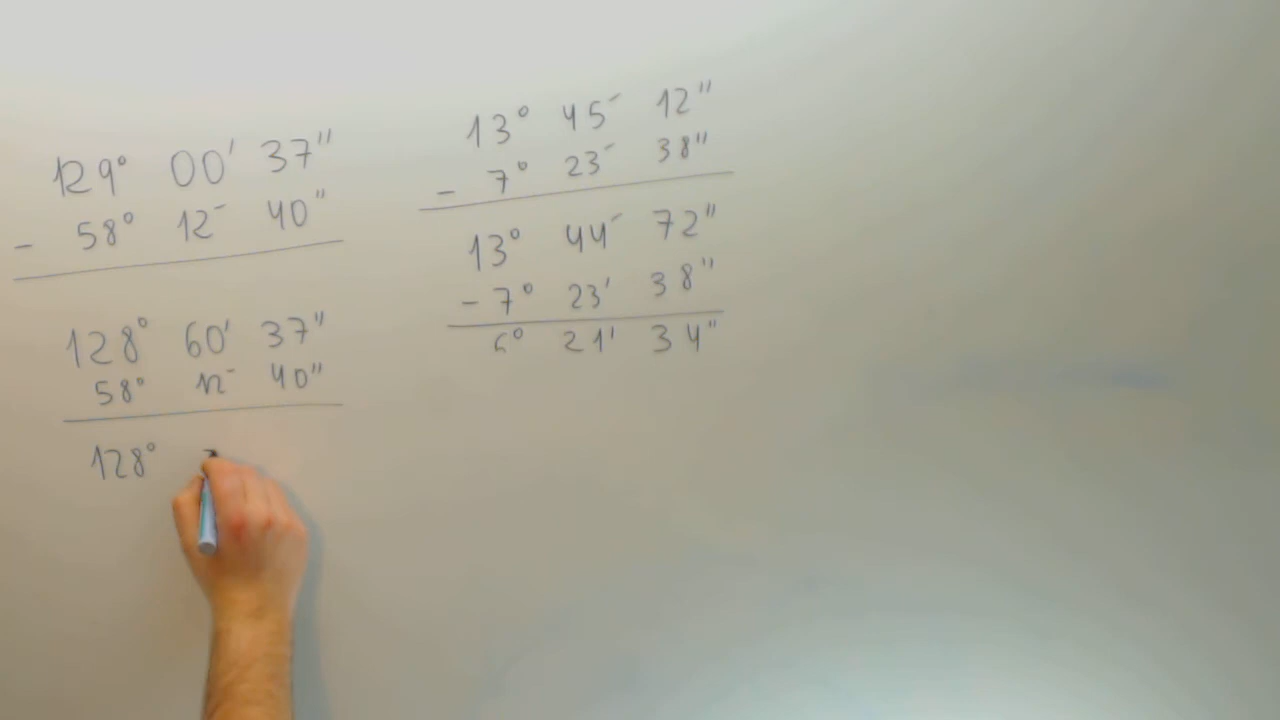 129° 00' 37"
- 58° 12' 40"
128° 60' 37"
58° 12' 40"
128°
13° 45' 12"
- 7° 23' 38"
13° 44' 72"
- 7° 23' 38"
6° 21' 34"